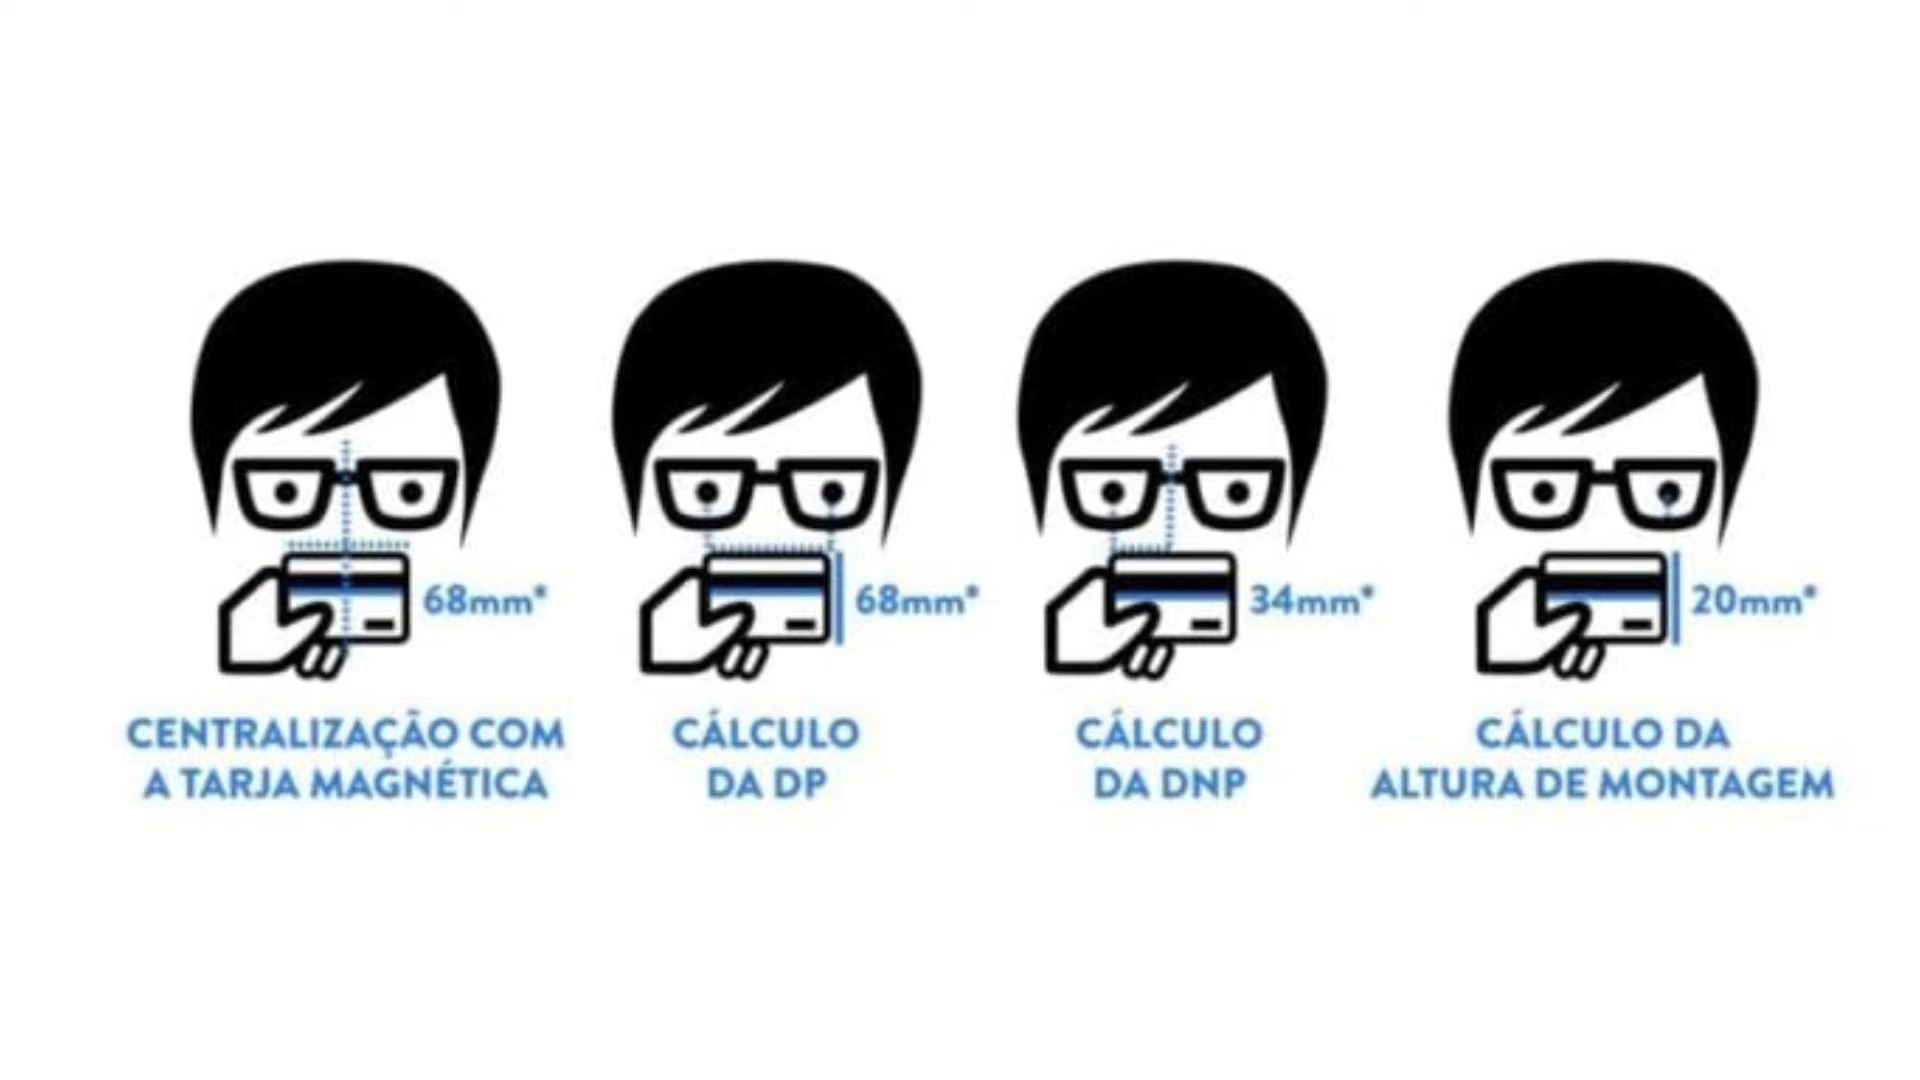 68mm*
CENTRALIZAÇÃO COM
A TARJA MAGNÉTICA
68mm*
CÁLCULO
DA DP
34mm*
CÁLCULO
DA DNP
20mm*
CÁLCULO DA
ALTURA DE MONTAGEM